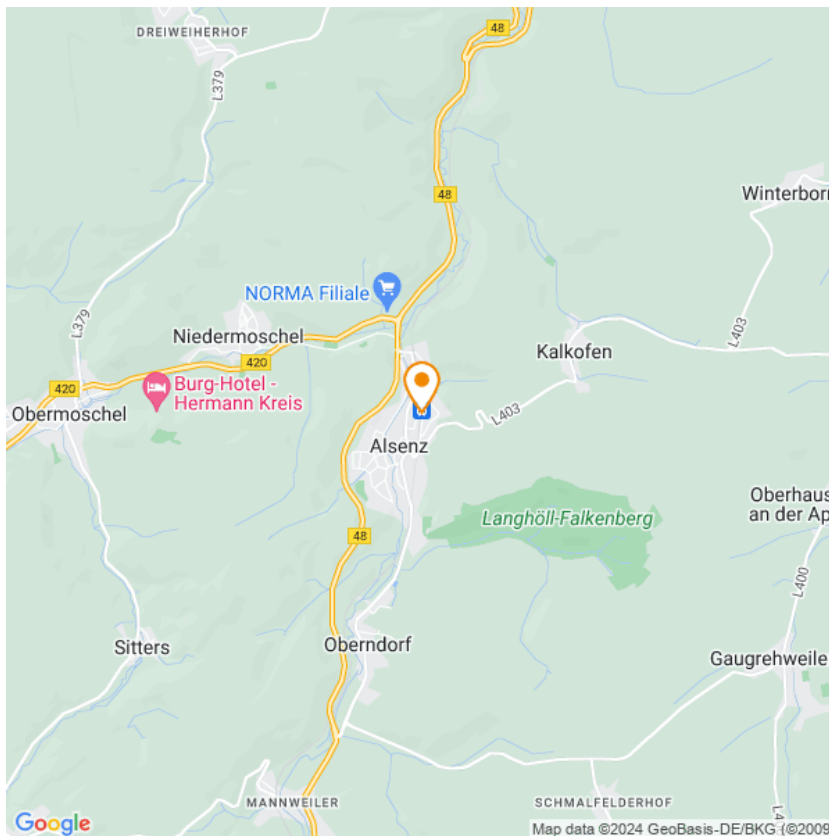 DREIWEIHERHOF
48
L379
48
Winterborn
NORMA Filiale
L379
Niedermoschel
L403
Kalkofen
420
420
Burg-Hotel -
Hermann Kreis
Obermoschel
L403
Alsenz
Oberhaus
an der Ap
Langhöll-Falkenberg
48
L400
Sitters
Oberndorf
Gaugrehweile
MANNWEILER
SCHMALFELDERHOF
L4
Google
Map data ©2024 GeoBasis-DE/BKG (©2009